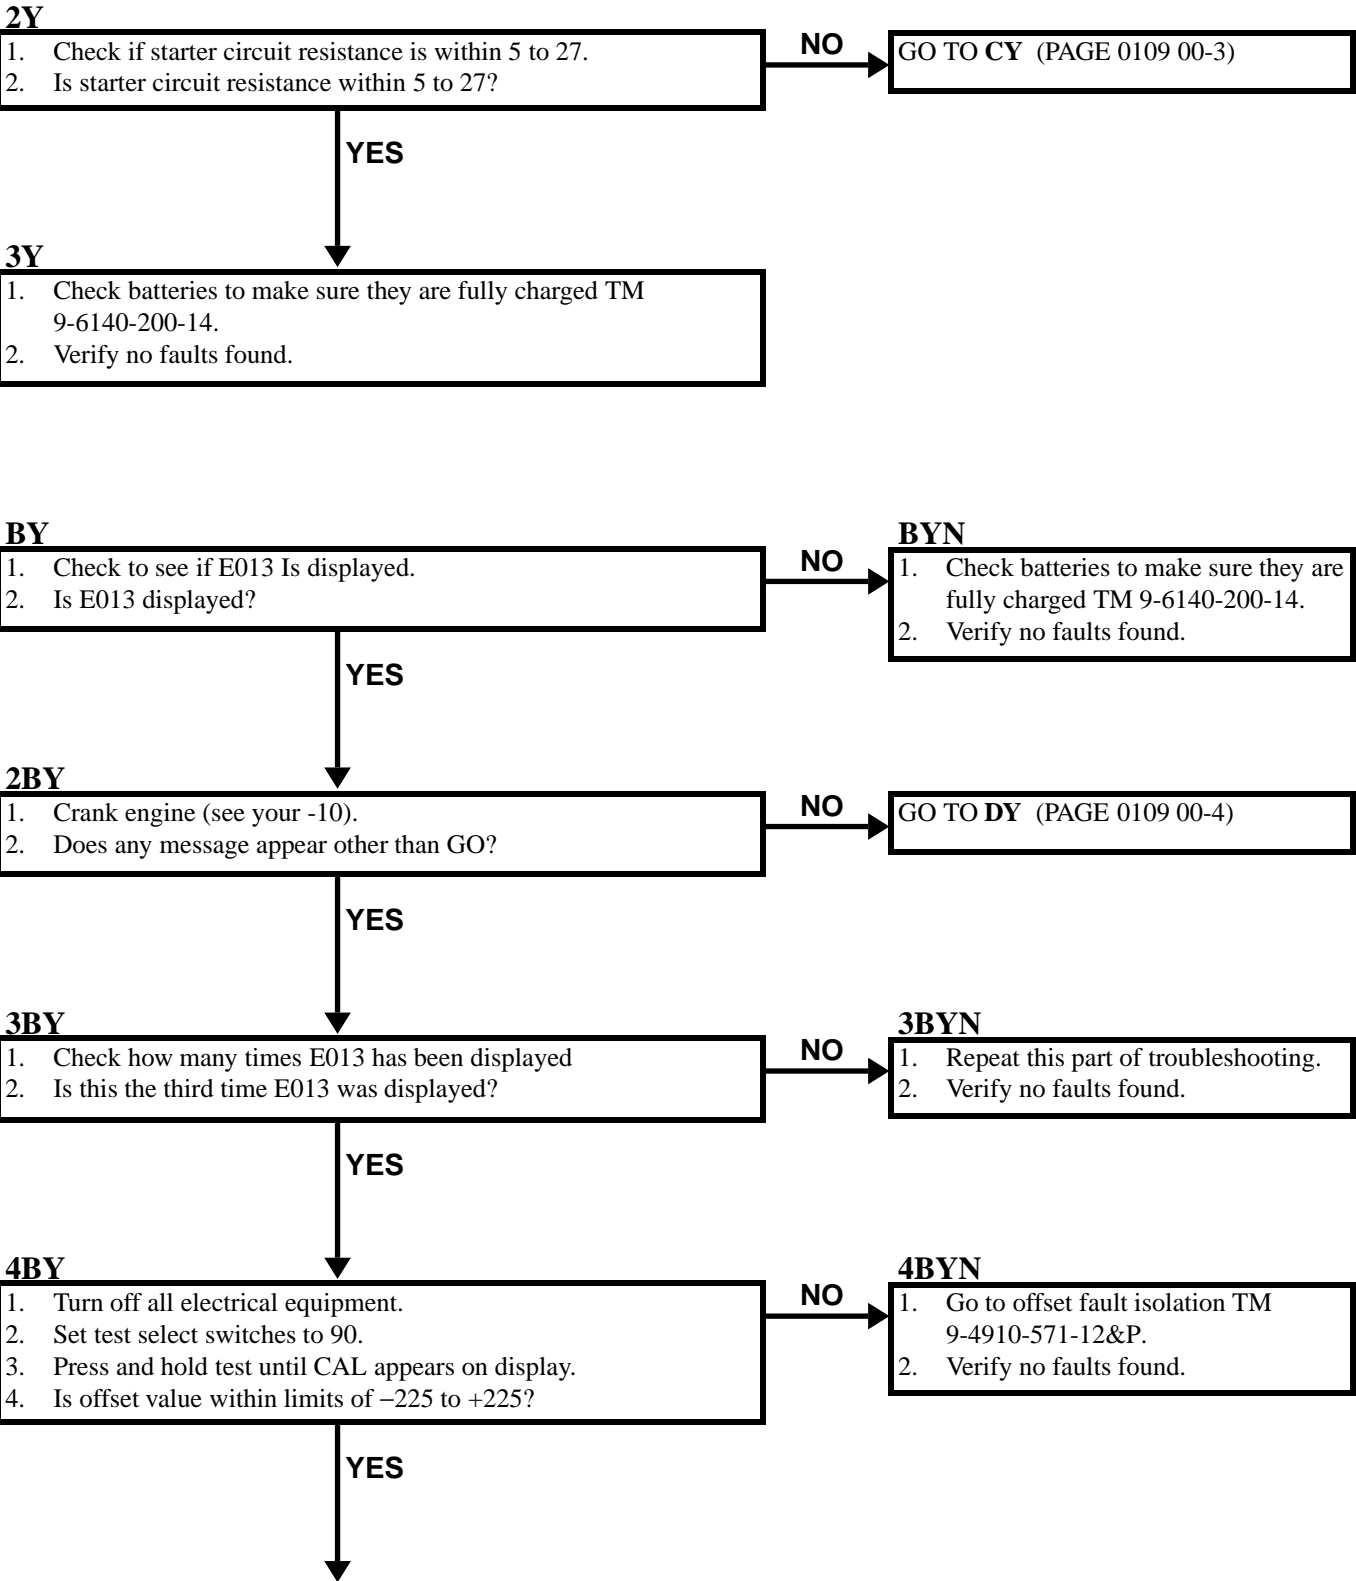 2Y
1. Check if starter circuit resistance is within 5 to 27.
2. Is starter circuit resistance within 5 to 27?
NO
GO TO CY (PAGE 0109 00-3)
YES
3Y
1. Check batteries to make sure they are fully charged TM
9-6140-200-14.
2. Verify no faults found.
BY
1. Check to see if E013 Is displayed.
2. Is E013 displayed?
NO
BYN
1. Check batteries to make sure they are
fully charged TM 9-6140-200-14.
2. Verify no faults found.
YES
2BY
1. Crank engine (see your -10).
2. Does any message appear other than GO?
NO
GO TO DY (PAGE 0109 00-4)
YES
3BY
1. Check how many times E013 has been displayed
2. Is this the third time E013 was displayed?
NO
3BYN
1. Repeat this part of troubleshooting.
2. Verify no faults found.
YES
4BY
1. Turn off all electrical equipment.
2. Set test select switches to 90.
3. Press and hold test until CAL appears on display.
4. Is offset value within limits of −225 to +225?
NO
4BYN
1. Go to offset fault isolation TM
9-4910-571-12&P.
2. Verify no faults found.
YES